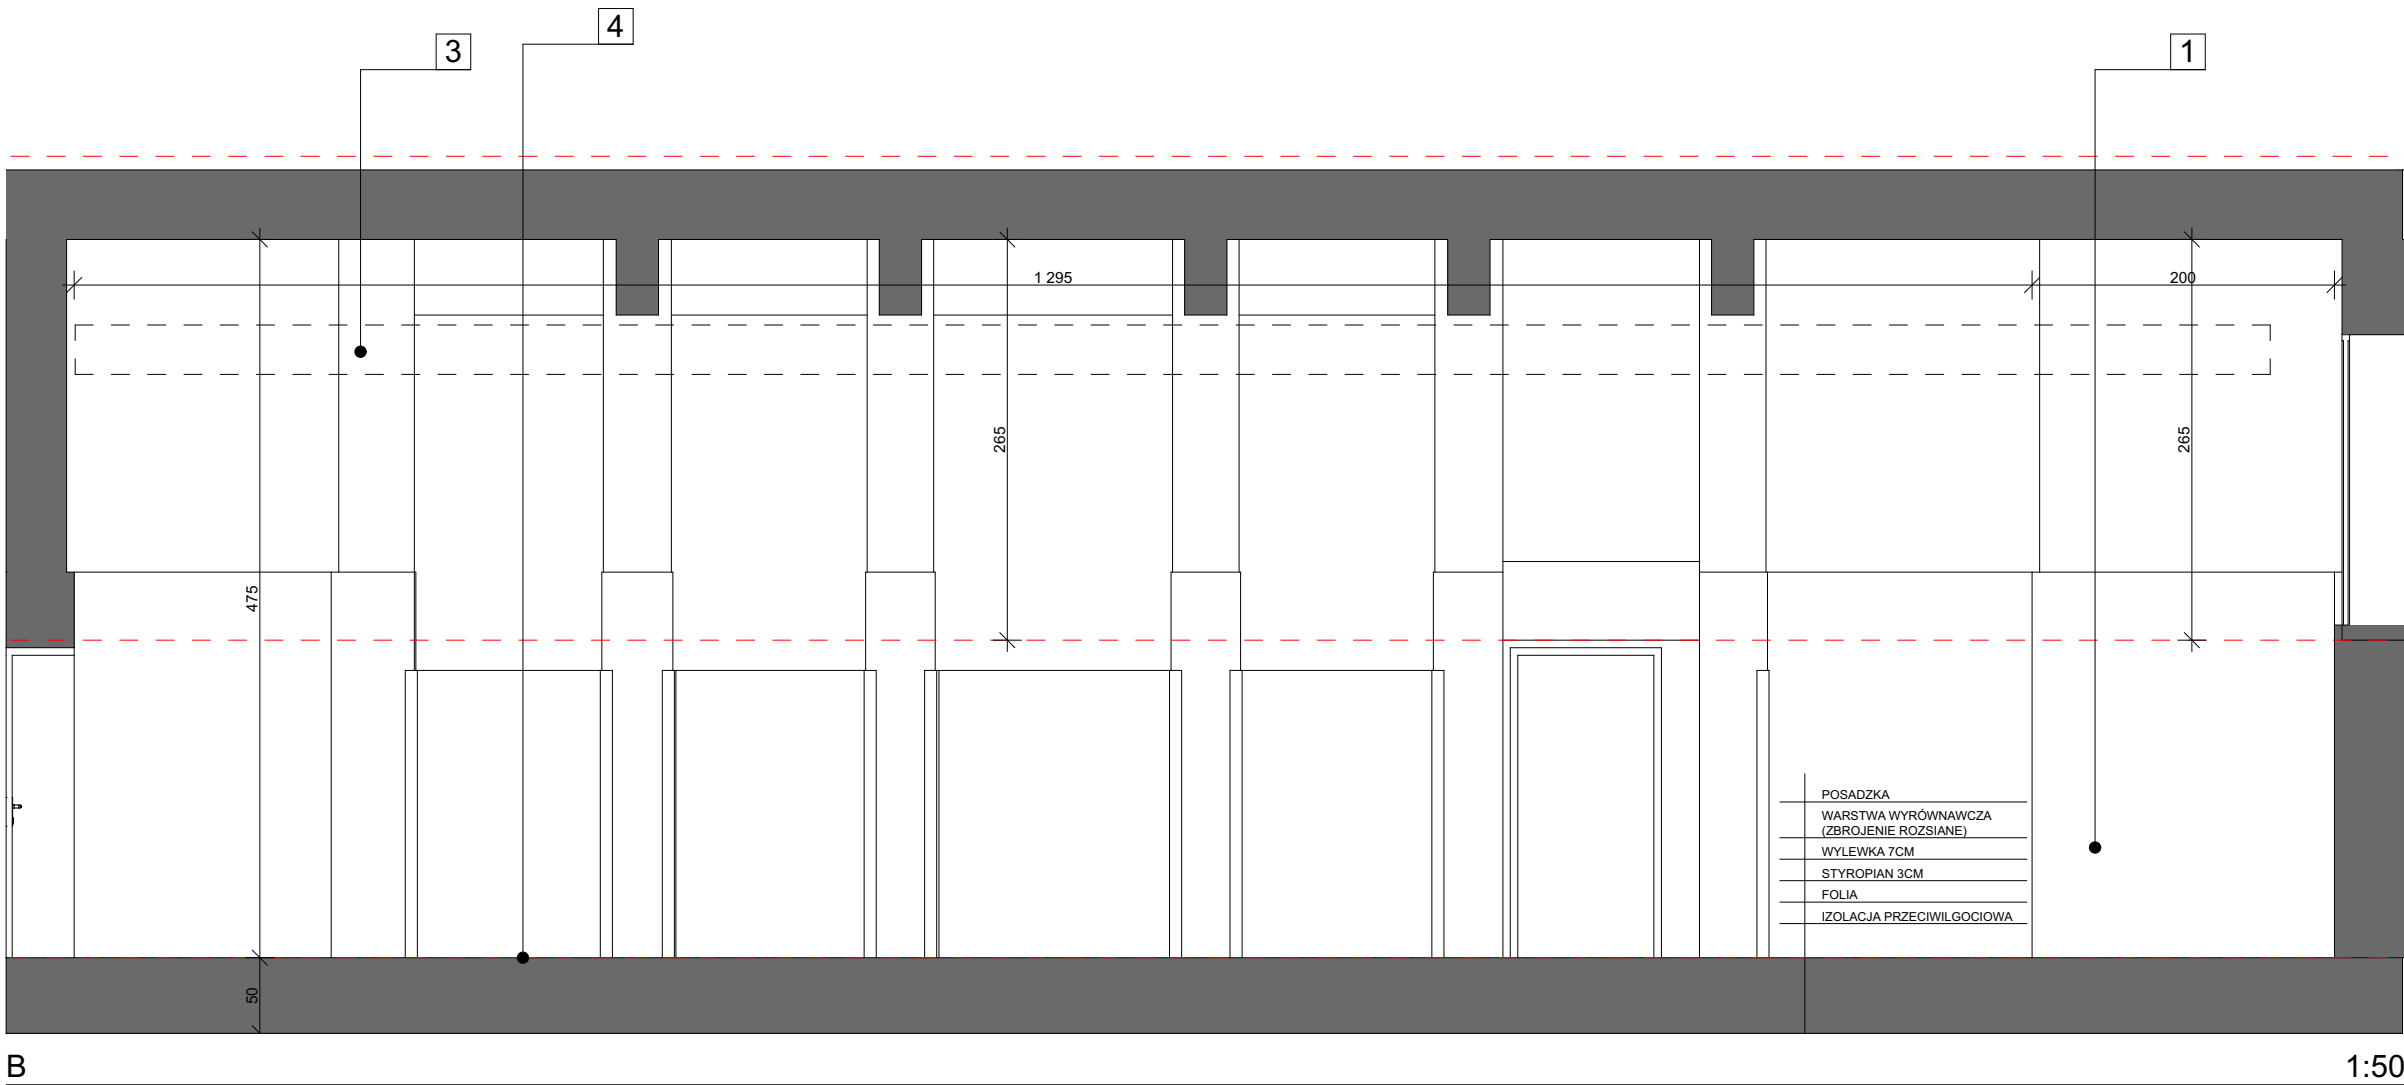 4
3
1
1 295
200
265
265
475
POSADZKA
WARSTWA WYRÓWNAWCZA
(ZBROJENIE ROZSIANE)
WYLEWKA 7CM
STYROPIAN 3CM
FOLIA
IZOLACJA PRZECIWILGOCIOWA
50
B
1:50